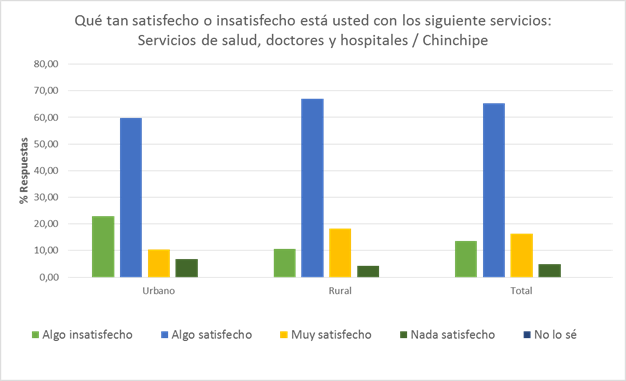 Qué tan satisfecho o insatisfecho está usted con los siguiente servicios:
Servicios de salud, doctores y hospitales / Chinchipe
80,00
70,00
60,00
50,00
40,00
30,00
20,00
10,00
0,00
% Respuestas
Urbano Rural Total
Algo insatisfecho Algo satisfecho Muy satisfecho Nada satisfecho No lo sé